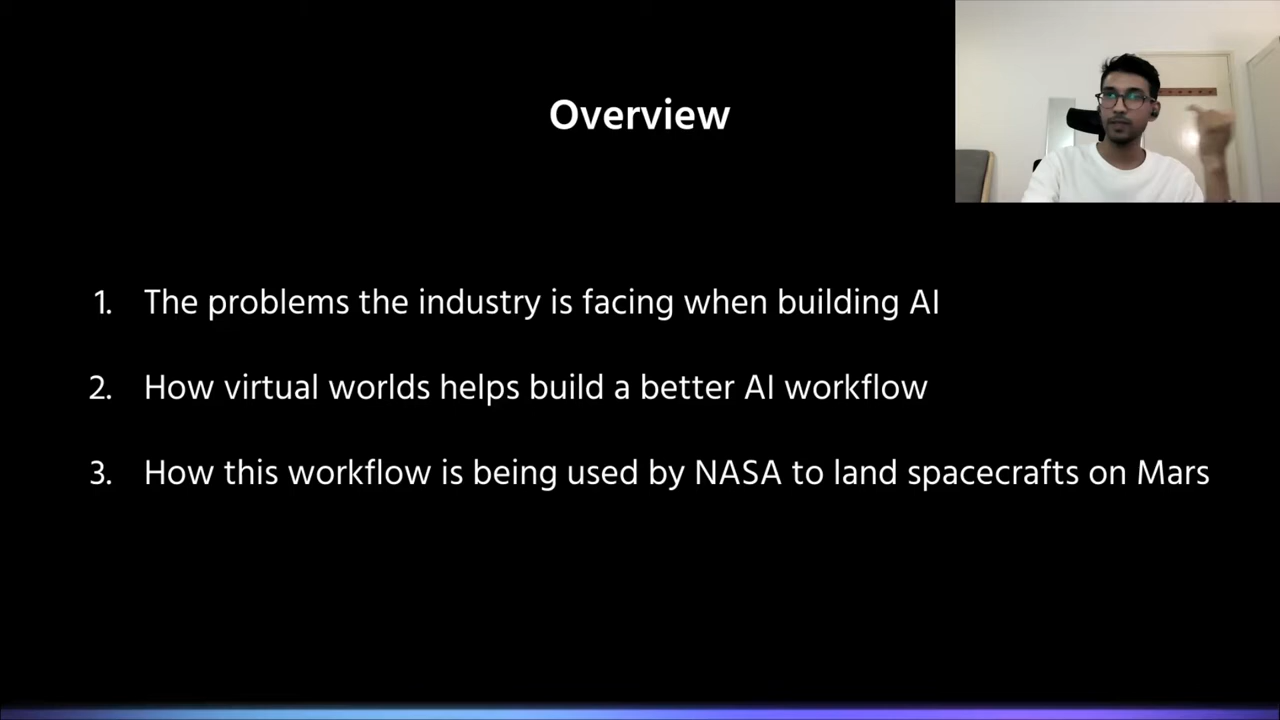 Overview
1. The problems the industry is facing when building AI
2. How virtual worlds helps build a better AI workflow
3. How this workflow is being used by NASA to land spacecrafts on Mars